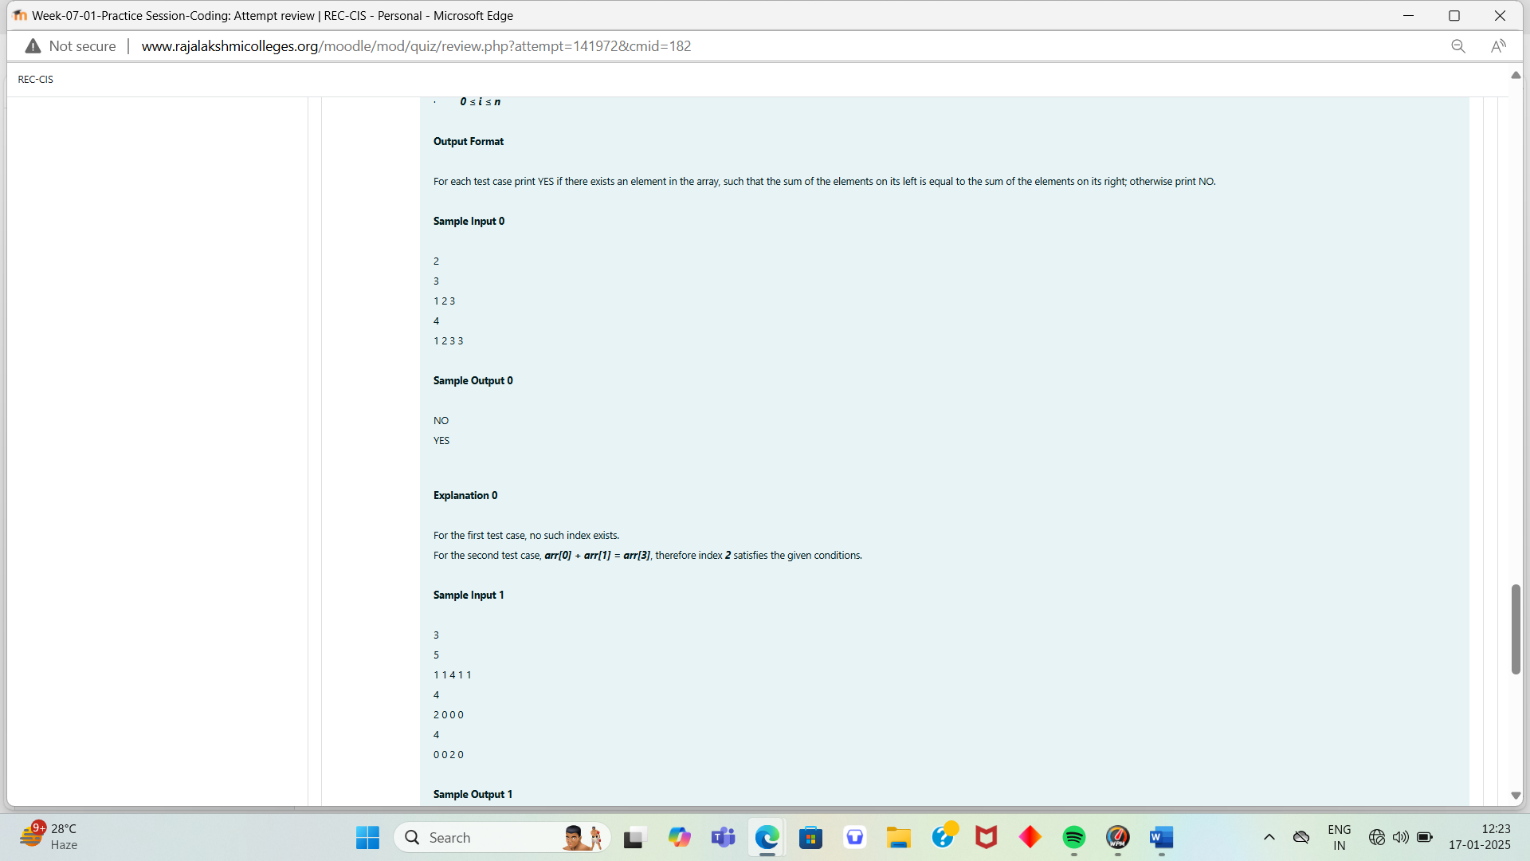 Week-07-01-Practice Session-Coding: Attempt review | REC-CIS - Personal - Microsoft Edge
Not secure | www.rajalakshmicolleges.org/moodle/mod/quiz/review.php?attempt=141972&cmid=182
REC-CIS
· 0 ≤ i ≤ n
Output Format
For each test case print YES if there exists an element in the array, such that the sum of the elements on its left is equal to the sum of the elements on its right; otherwise print NO.
Sample Input 0
2
3
1 2 3
4
1 2 3 3
Sample Output 0
NO
YES
Explanation 0
For the first test case, no such index exists.
For the second test case, arr[0] + arr[1] = arr[3], therefore index 2 satisfies the given conditions.
Sample Input 1
3
5
1 1 4 1 1
4
2 0 0 0
4
0 0 2 0
Sample Output 1
9+
28°C
Haze
Search
ENG
IN
12:23
17-01-2025